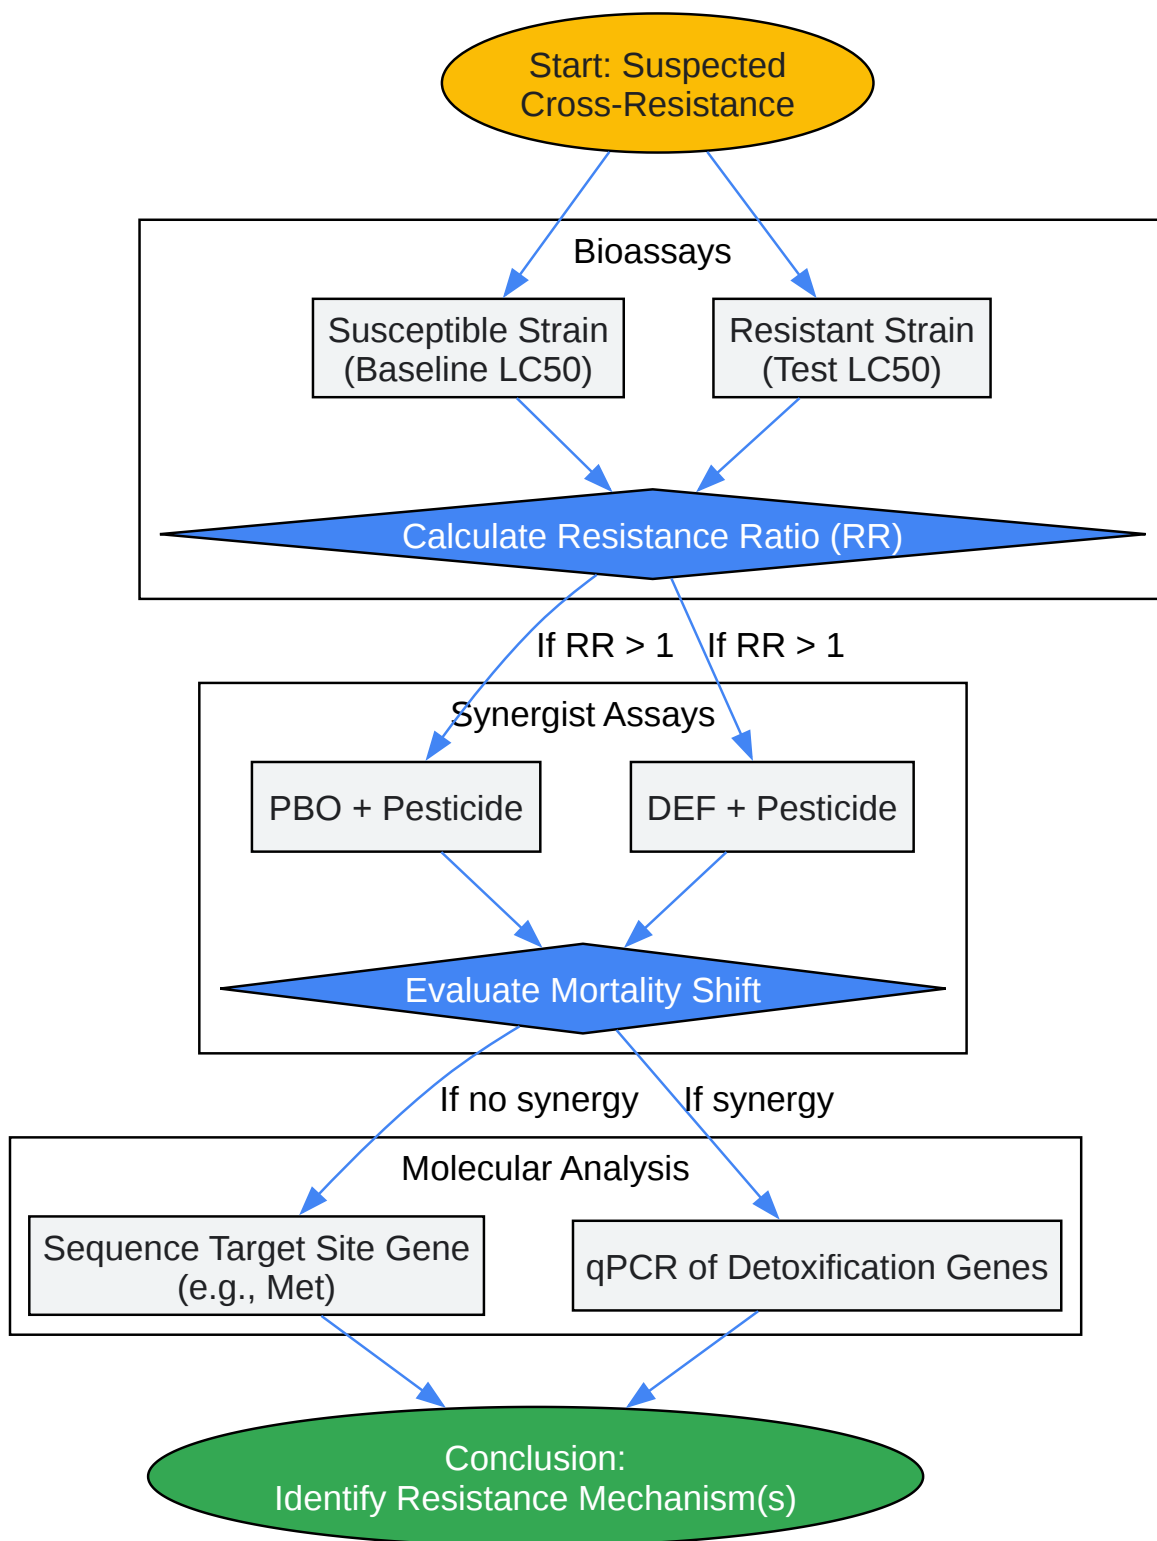 Start: Suspected
Cross-Resistance
Bioassays
Susceptible Strain
(Baseline LC50)
Resistant Strain
(Test LC50)
Calculate Resistance Ratio (RR)
If RR > 1
If RR > 1
Synergist Assays
PBO + Pesticide
DEF + Pesticide
Evaluate Mortality Shift
If no synergy
If synergy
Molecular Analysis
Sequence Target Site Gene
(e.g., Met)
qPCR of Detoxification Genes
Conclusion:
Identify Resistance Mechanism(s)